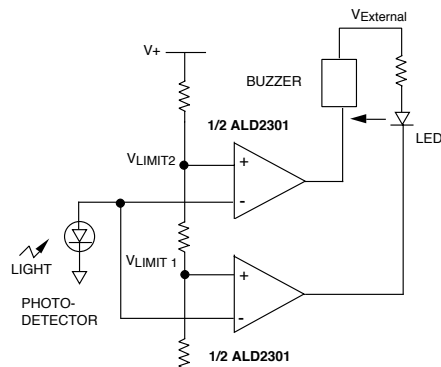 VExternal
V+
BUZZER
1/2 ALD2301
LED
VLIMIT2
+
-
LIGHT
VLIMIT 1
+
-
PHOTO-
DETECTOR
1/2 ALD2301